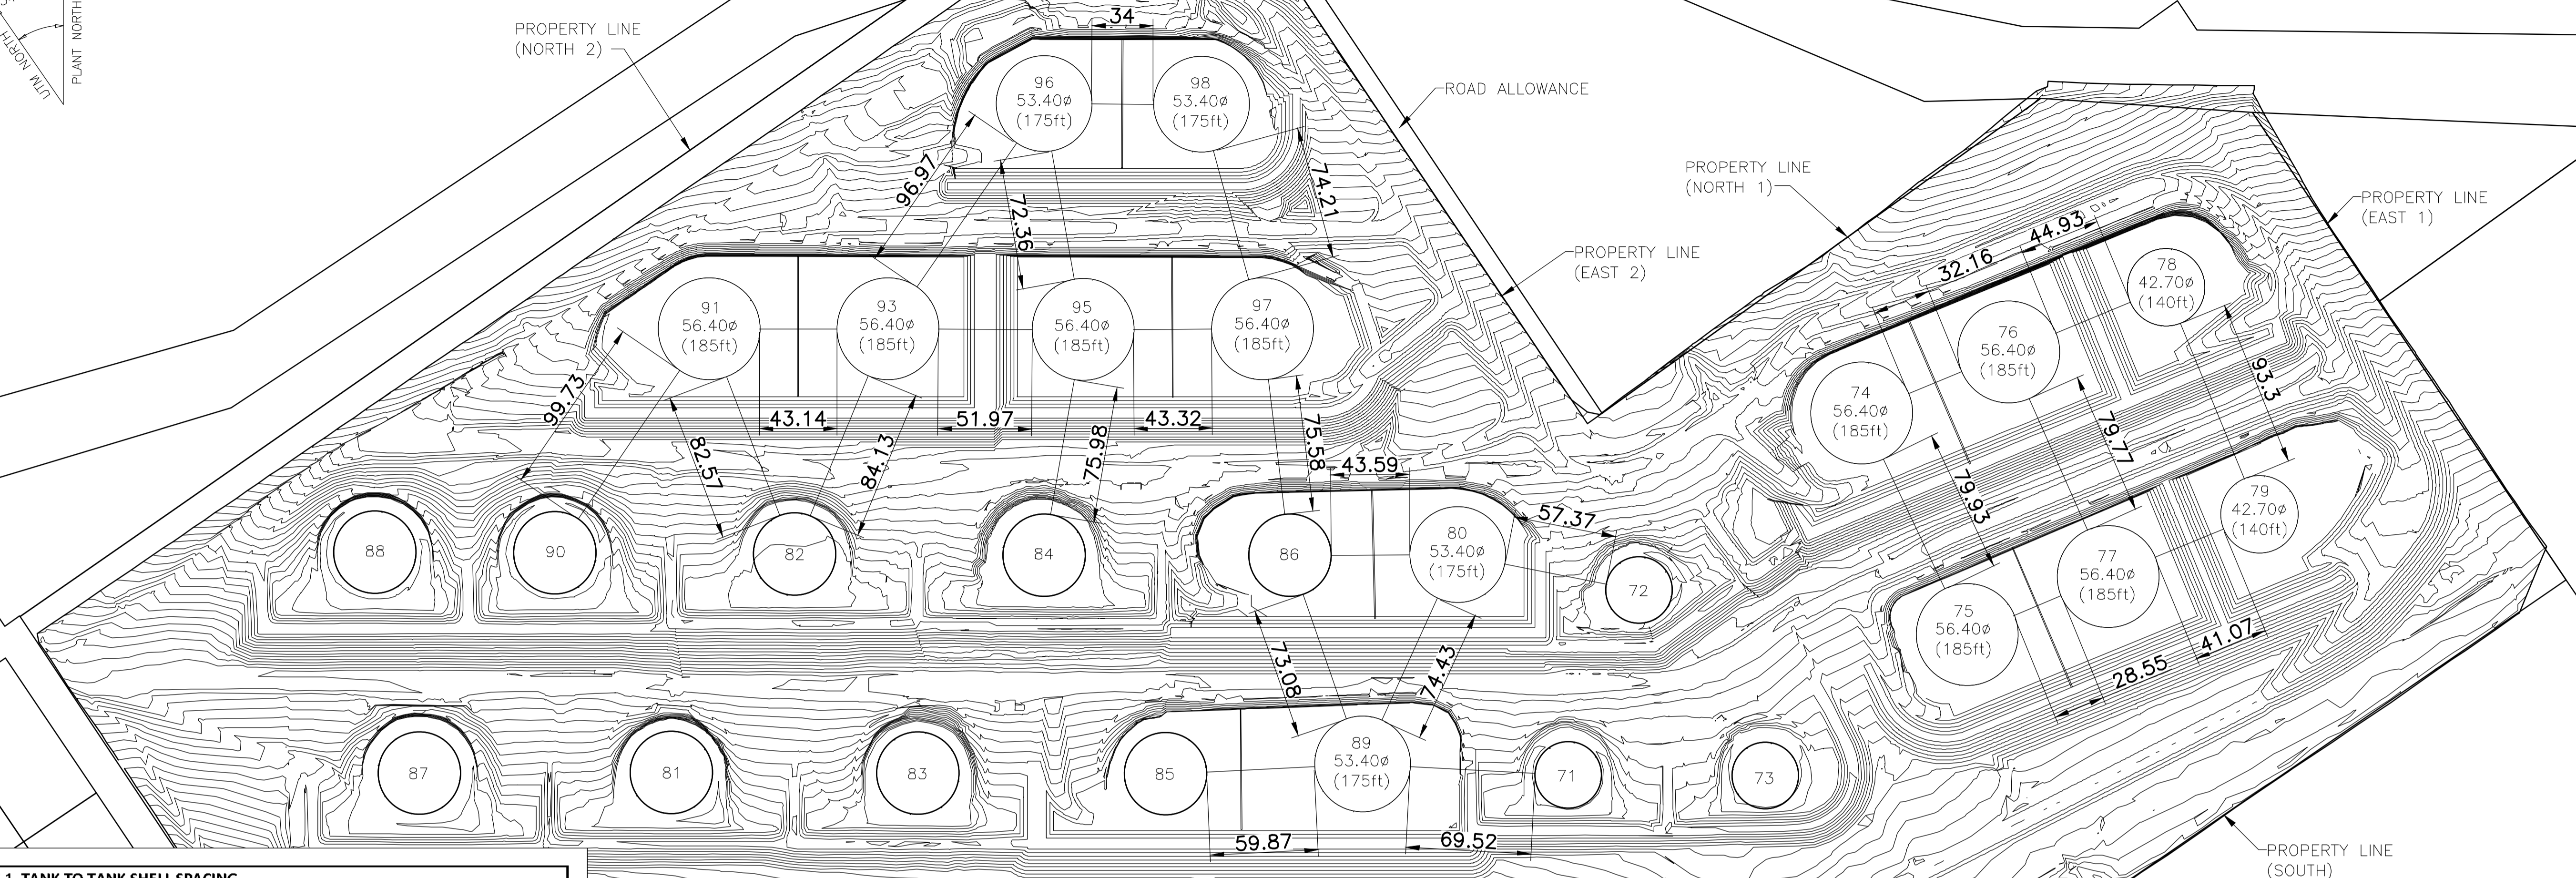 UTM NORTH
PLANT NORTH
PROPERTY LINE
(NORTH 2)
34
96
53.40ø
(175ft)
98
53.40ø
(175ft)
ROAD ALLOWANCE
96.97
72.36
74.21
PROPERTY LINE
(NORTH 1)
PROPERTY LINE
(EAST 1)
PROPERTY LINE
(EAST 2)
91
56.40ø
(185ft)
93
56.40ø
(185ft)
95
56.40ø
(185ft)
97
56.40ø
(185ft)
32.16
44.93
78
42.70ø
(140ft)
76
56.40ø
(185ft)
74
56.40ø
(185ft)
93.3
79.77
79.93
99.73
43.14
51.97
43.32
82.57
84.13
75.98
75.58
43.59
57.37
88
90
82
84
86
80
53.40ø
(175ft)
72
79
42.70ø
(140ft)
77
56.40ø
(185ft)
75
56.40ø
(185ft)
41.07
28.55
73.08
74.43
87
81
83
85
89
53.40ø
(175ft)
71
73
59.87
69.52
PROPERTY LINE
(SOUTH)
1. TANK TO TANK SHELL SPACING